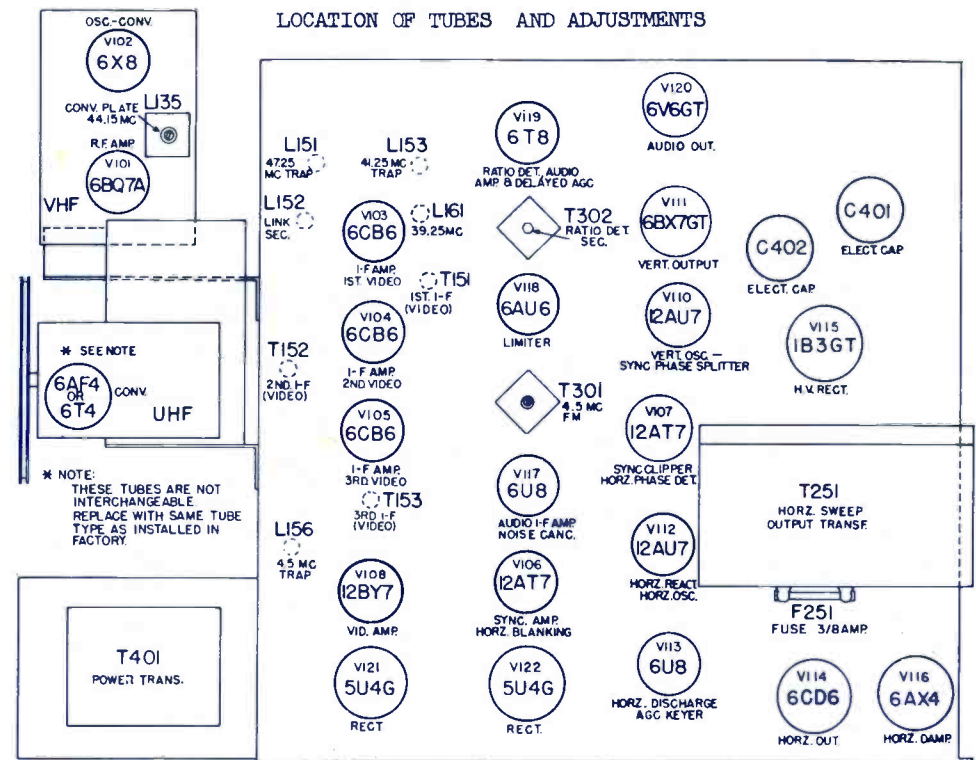 LOCATION OF TUBES AND ADJUSTMENTS
OSC.-CONV.
V102
6X8
CONV. PLATE
44.15 MC
L135
R.F. AMP.
V101
6BQ7A
VHF
* SEE NOTE
6AF4
OR
6T4
CONV.
UHF
* NOTE:
THESE TUBES ARE NOT
INTERCHANGEABLE
REPLACE WITH SAME TUBE
TYPE AS INSTALLED IN
FACTORY.
T401
POWER TRANS.
L151
47.25
MC TRAP
L152
LINK
SEC.
T152
2ND. I-F
(VIDEO)
L156
4.5 MC
TRAP
L153
41.25 MC
TRAP
V103
6CB6
I-F AMP.
1ST. VIDEO
L161
39.25MC
T151
1ST. I-F
(VIDEO)
V104
6CB6
I-F AMP.
2ND VIDEO
V105
6CB6
I-F AMP.
3RD VIDEO
T153
3RD I-F
(VIDEO)
V108
12BY7
VID. AMP.
V121
5U4G
RECT
V119
6T8
RATIO DET. AUDIO
AMP & DELAYED AGC
T302
RATIO DET.
SEC.
V118
6AU6
LIMITER
T301
4.5 MC
FM
V117
6U8
AUDIO I-F AMP.
NOISE CANC.
V106
12AT7
SYNC. AMP.
HORZ. BLANKING
V122
5U4G
RECT.
V120
6V6GT
AUDIO OUT.
V111
6BX7GT
VERT. OUTPUT
V110
12AU7
VERT. OSC.—
SYNC PHASE SPLITTER
V107
12AT7
SYNC CLIPPER
HORZ. PHASE DET.
V112
12AU7
HORZ. REACT.
HORZ. OSC.
V113
6U8
HORZ. DISCHARGE
AGC KEYER
C401
ELECT. CAP
C402
ELECT. CAP
V115
1B3GT
H.V. RECT.
T251
HORZ. SWEEP
OUTPUT TRANSF.
F251
FUSE 3/8AMP.
V114
6CD6
HORZ. OUT.
V116
6AX4
HORZ. DAMP.